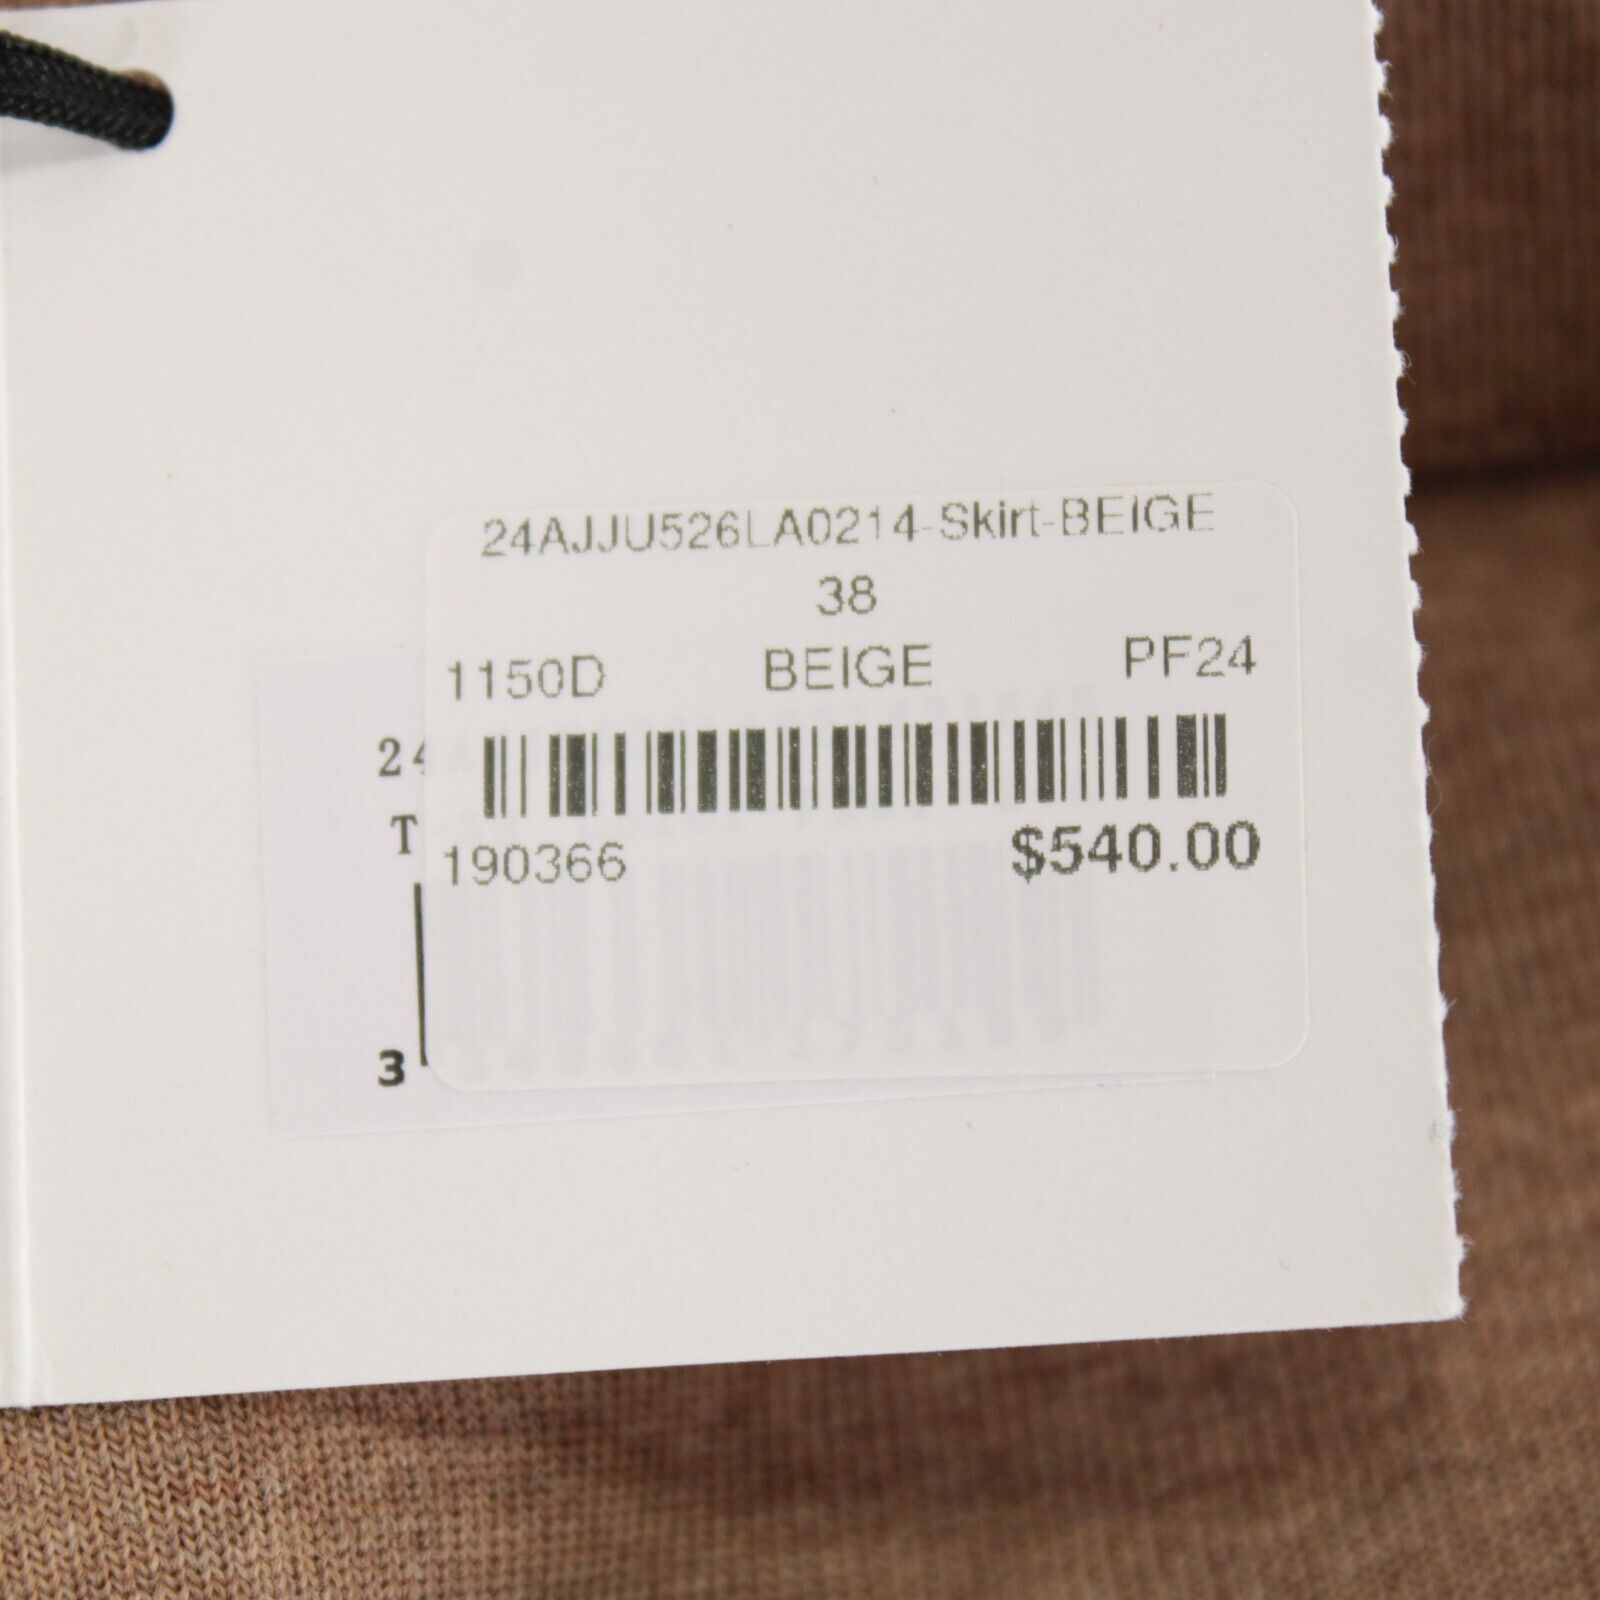 24AJJU526LA0214-Skirt-BEIGE
38
1150D BEIGE PF24
24
T
190366 $540.00
3